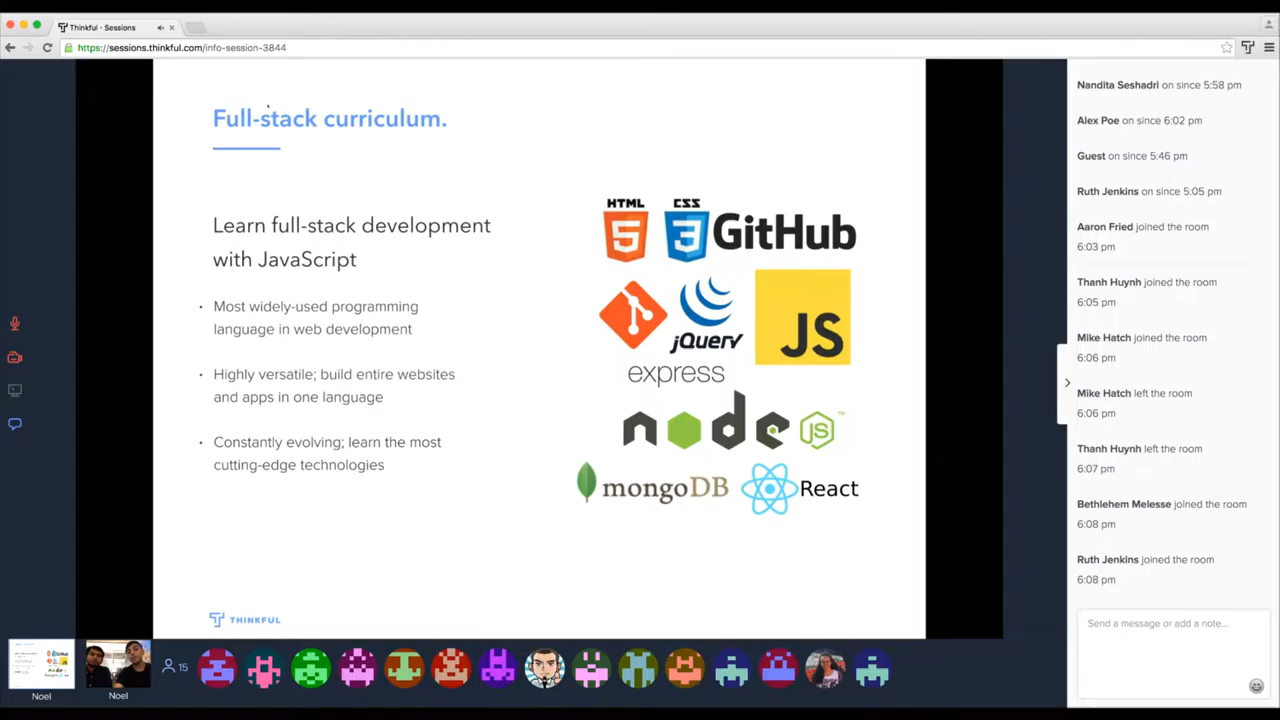 Thinkful - Sessions
https://sessions.thinkful.com/info-session-3844
Full-stack curriculum.
Learn full-stack development
with JavaScript
· Most widely-used programming
language in web development
· Highly versatile; build entire websites
and apps in one language
· Constantly evolving; learn the most
cutting-edge technologies
HTML
5
CSS
3
GitHub
jQuery
JS
express
node
JS
™
mongoDB
React
THINKFUL
Nandita Seshadri on since 5:58 pm
Alex Poe on since 6:02 pm
Guest on since 5:46 pm
Ruth Jenkins on since 5:05 pm
Aaron Fried joined the room
6:03 pm
Thanh Huynh joined the room
6:05 pm
Mike Hatch joined the room
6:06 pm
Mike Hatch left the room
6:06 pm
Thanh Huynh left the room
6:07 pm
Bethlehem Melesse joined the room
6:08 pm
Ruth Jenkins joined the room
6:08 pm
Send a message or add a note...
Noel
Noel
15